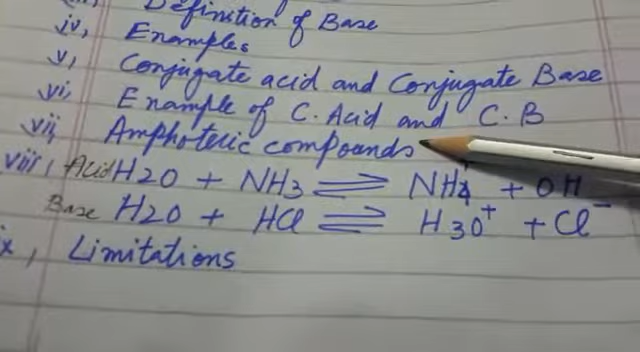 Definition of Base
iv, Examples
v, Conjugate acid and Conjugate Base
vi, Example of C. Acid and C. B
vii, Amphoteric compounds
viii, Acid H2O + NH3 ⇌ NH4+ + OH-
Base H2O + HCl ⇌ H3O+ + Cl-
ix, Limitations